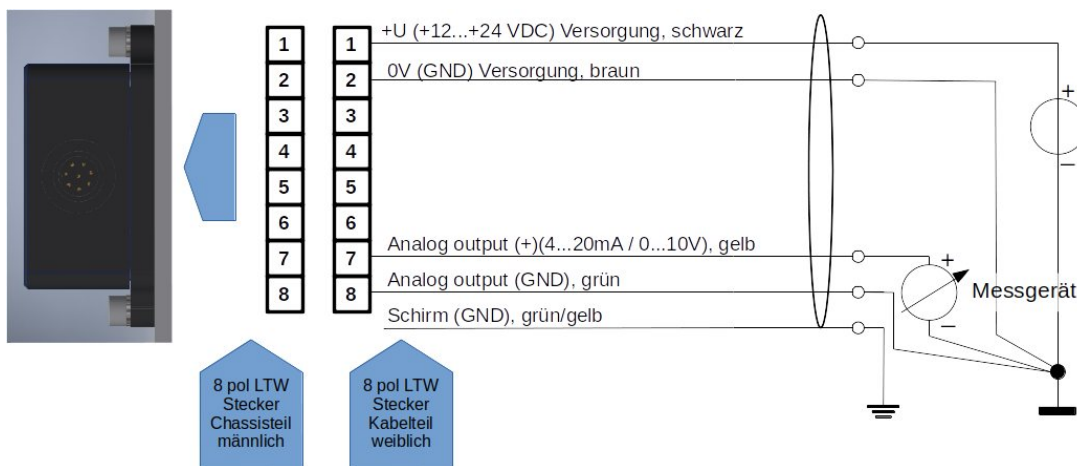 +U (+12...+24 VDC) Versorgung, schwarz
1 1
0V (GND) Versorgung, braun
2 2
3 3
4 4
5 5
6 6
Analog output (+)(4...20mA / 0...10V), gelb
7 7
Analog output (GND), grün
8 8
Schirm (GND), grün/gelb
+
–
+
–
Messgerät
8 pol LTW
Stecker
Chassisteil
männlich
8 pol LTW
Stecker
Kabelteil
weiblich